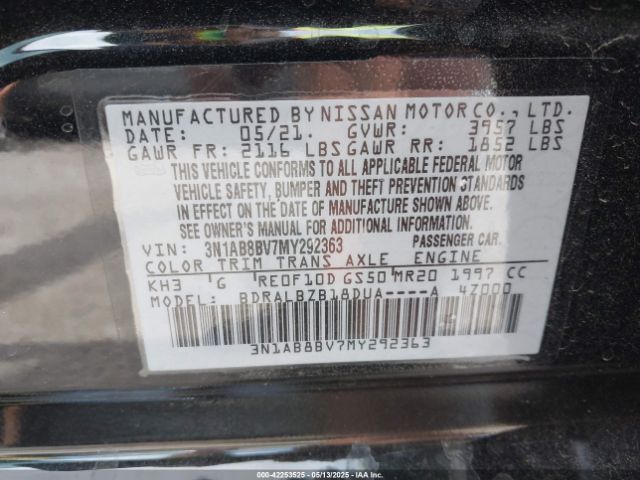 MANUFACTURED BY NISSAN MOTOR CO., LTD.
DATE: 05/21. GVWR: 3957 LBS
GAWR FR: 2116 LBS GAWR RR: 1852 LBS
THIS VEHICLE CONFORMS TO ALL APPLICABLE FEDERAL MOTOR
VEHICLE SAFETY, BUMPER AND THEFT PREVENTION STANDARDS
IN EFFECT ON THE DATE OF MANUFACTURE SHOWN ABOVE.
SEE OWNER'S MANUAL FOR ADDITIONAL INFORMATION.
VIN: 3N1AB8BV7MY292363 PASSENGER CAR.
COLOR TRIM TRANS AXLE ENGINE
KH3 G RE0F10D GS50 MR20 1997 CC
MODEL: BDRALBZB18DUA----A 4Z000
3N1AB8BV7MY292363
000-42253525 - 05/13/2025 - © IAA Holdings, LLC